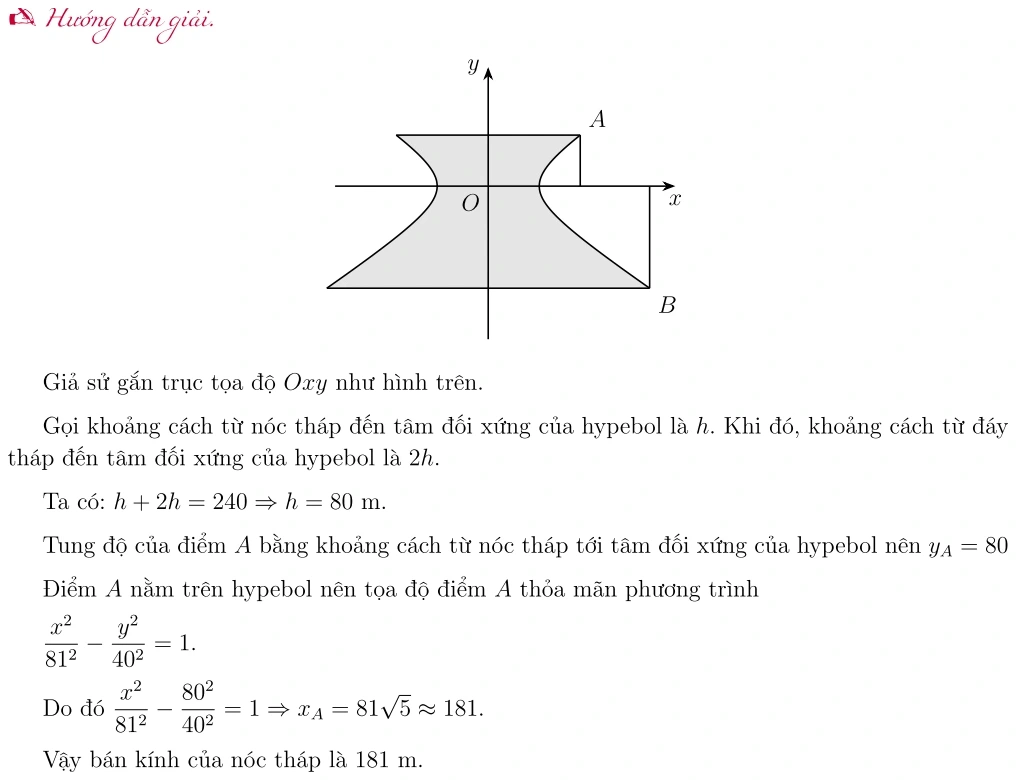 Hướng dẫn giải.
y
A
O
x
B
Giả sử gắn trục tọa độ Oxy như hình trên.
Gọi khoảng cách từ nóc tháp đến tâm đối xứng của hypebol là h. Khi đó, khoảng cách từ đáy
tháp đến tâm đối xứng của hypebol là 2h.
Ta có: h + 2h = 240 ⇒ h = 80 m.
Tung độ của điểm A bằng khoảng cách từ nóc tháp tới tâm đối xứng của hypebol nên y_A = 80
Điểm A nằm trên hypebol nên tọa độ điểm A thỏa mãn phương trình
x²/81² − y²/40² = 1.
Do đó x²/81² − 80²/40² = 1 ⇒ x_A = 81√5 ≈ 181.
Vậy bán kính của nóc tháp là 181 m.